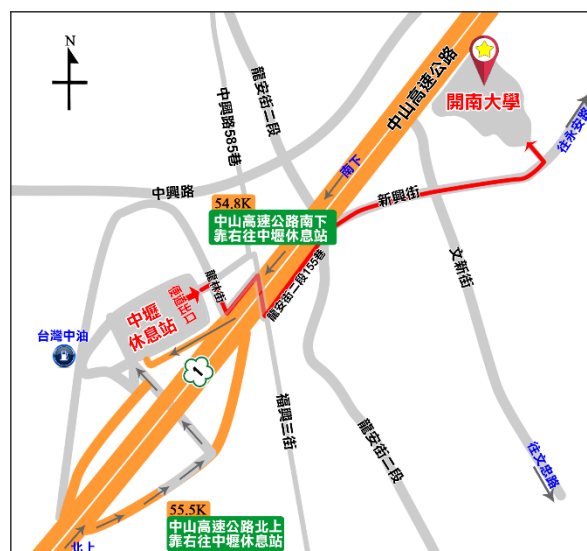 N
中興路585巷
龍安街二段
中山高速公路
開南大學
往永安路
南下
中興路
新興街
54.8K
中山高速公路南下
靠右往中壢休息站
文新街
龍林街
便道出口
龍安街二段155巷
中壢
休息站
台灣中油
1
福興三街
龍安街二段
往文忠路
55.5K
中山高速公路北上
靠右往中壢休息站
北上